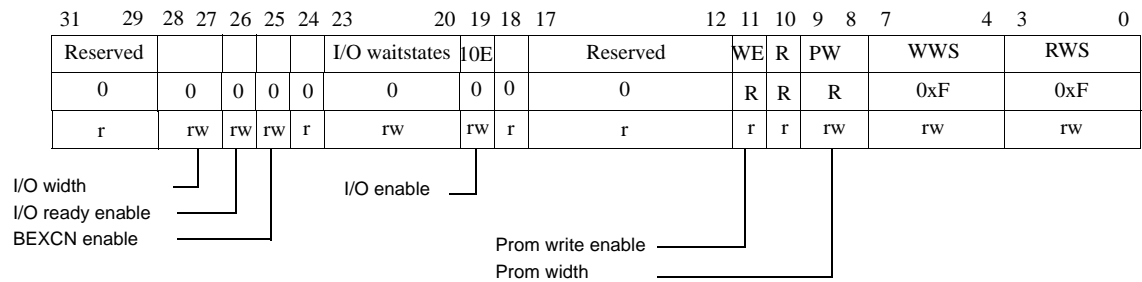 31 29 28 27 26 25 24 23 20 19 18 17 12 11 10 9 8 7 4 3 0
Reserved I/O waitstates 10E Reserved WE R PW WWS RWS
0 0 0 0 0 0 0 0 0 R R R 0xF 0xF
r rw rw rw r rw rw r r r r rw rw rw
I/O width
I/O ready enable
BEXCN enable
I/O enable
Prom write enable
Prom width